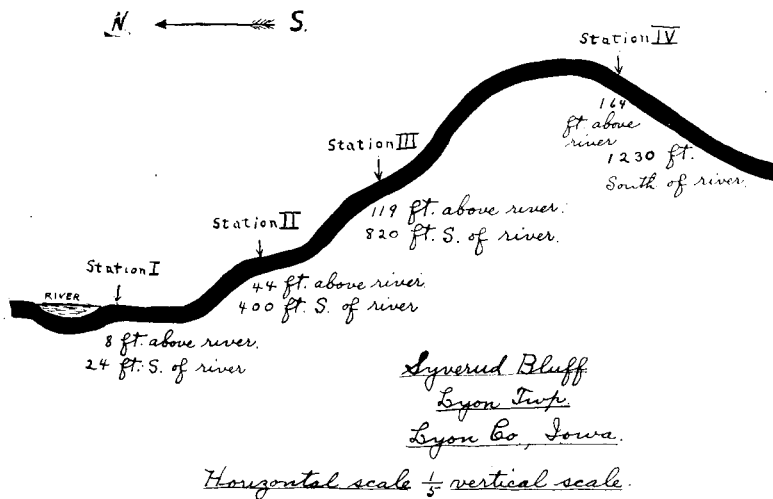 N. S.
Station IV
164
ft. above
river
1230 ft.
South of river
Station III
119 ft. above river.
820 ft. S. of river.
Station II
44 ft. above river
400 ft. S. of river
Station I
RIVER
8 ft. above river.
24 ft. S. of river
Syverud Bluff
Lyon Twp.
Lyon Co., Iowa.
Horizontal scale 1/5 vertical scale.